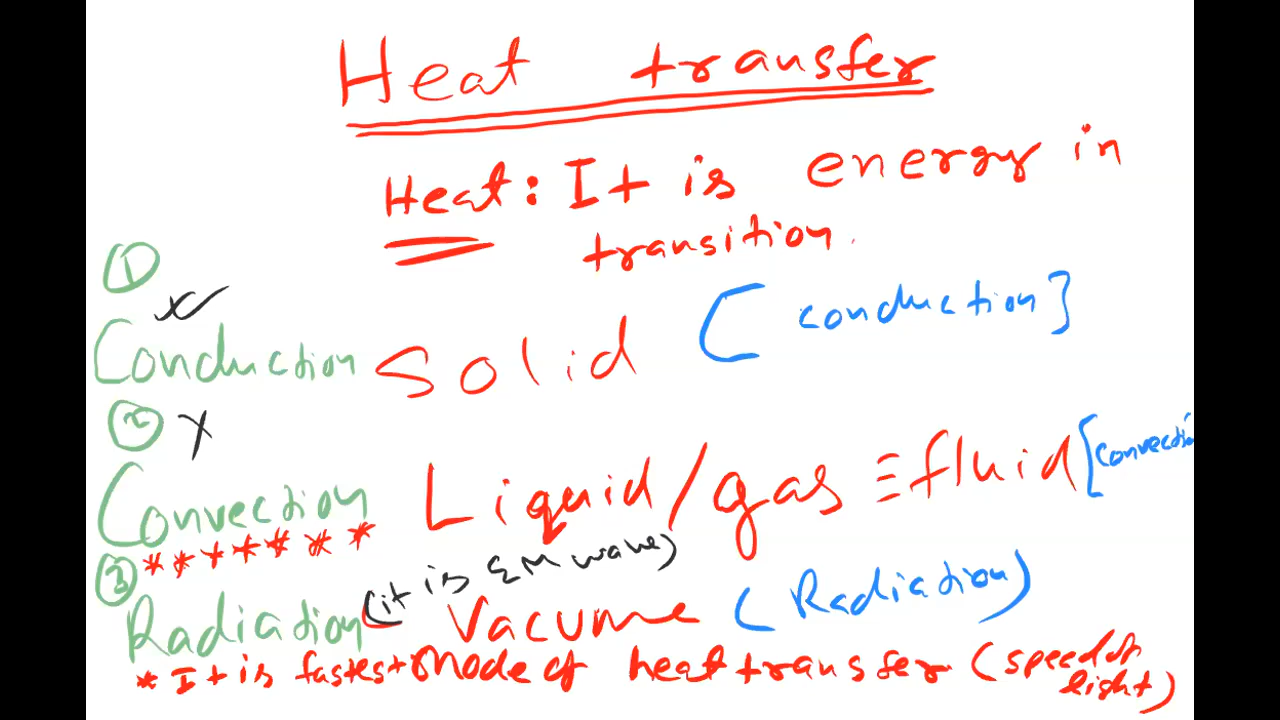 Heat transfer
Heat: It is energy in
transition.
①
Conduction Solid [conduction]
②
Convection Liquid/gas ≡ fluid [convection
* * * * * * *
③ (it is EM wave)
Radiation Vacume (Radiation)
* It is fastest mode of heat transfer (speed of
light)